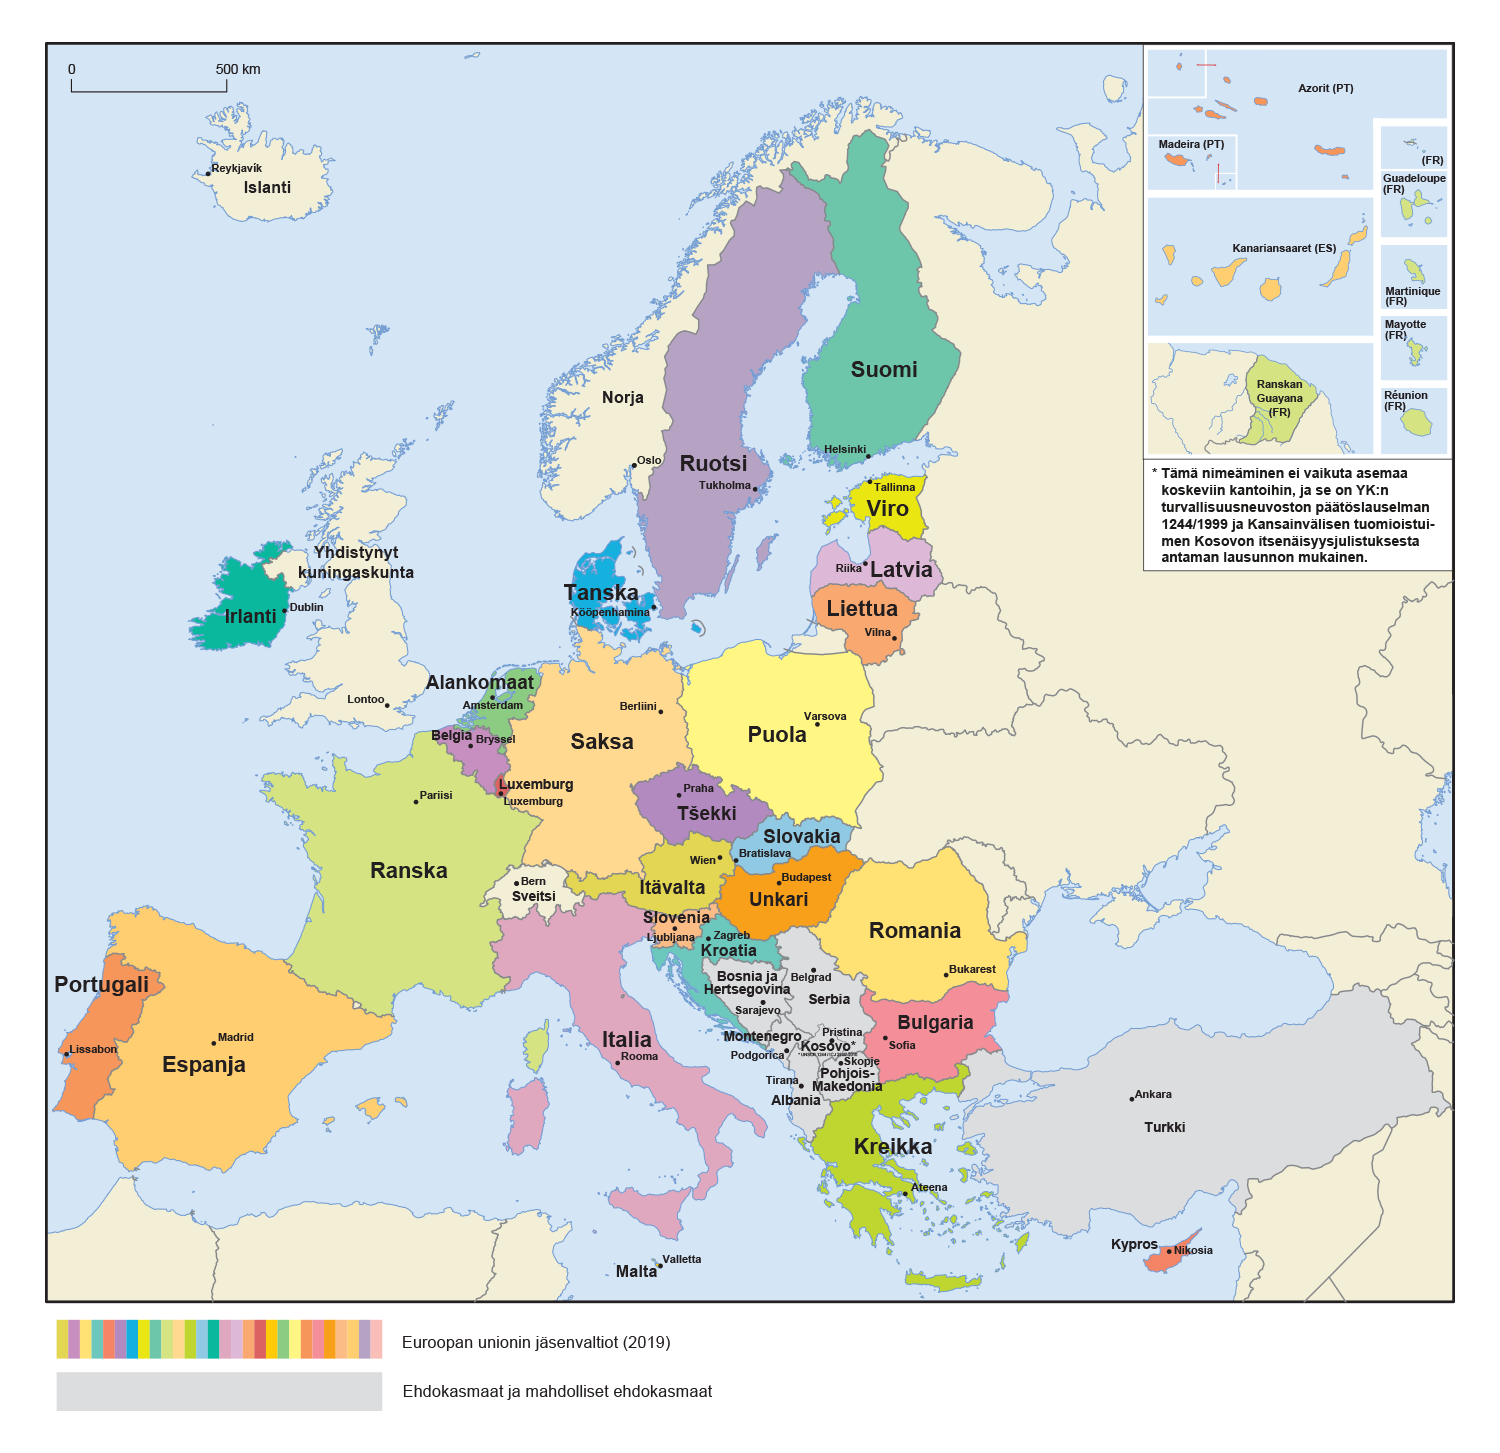 0
500 km
Reykjavik
Islanti
Azorit (PT)
Madeira (PT)
(FR)
Guadeloupe
(FR)
Kanariansaaret (ES)
Martinique
(FR)
Mayotte
(FR)
Ranskan
Guayana
(FR)
Réunion
(FR)
* Tämä nimeäminen ei vaikuta asemaa
koskeviin kantoihin, ja se on YK:n
turvallisuusneuvoston päätöslauselman
1244/1999 ja Kansainvälisen tuomioistui-
men Kosovon itsenäisyysjulistuksesta
antaman lausunnon mukainen.
Suomi
Helsinki
Norja
Oslo
Ruotsi
Tukholma
Tallinna
Viro
Riika
Latvia
Liettua
Vilna
Yhdistynyt
kuningaskunta
Irlanti
Dublin
Lontoo
Tanska
Kööpenhamina
Alankomaat
Amsterdam
Belgia
Bryssel
Luxemburg
Luxemburg
Berliini
Saksa
Varsova
Puola
Praha
Tšekki
Slovakia
Bratislava
Wien
Itävalta
Budapest
Unkari
Pariisi
Ranska
Bern
Sveitsi
Slovenia
Ljubljana
Zagreb
Kroatia
Romania
Bukarest
Bosnia ja
Hertsegovina
Sarajevo
Belgrad
Serbia
Montenegro
Podgorica
Pristina
Kosovo*
Skopje
Pohjois-
Makedonia
Tirana
Albania
Bulgaria
Sofia
Portugali
Lissabon
Madrid
Espanja
Italia
Rooma
Kreikka
Ateena
Ankara
Turkki
Kypros
Nikosia
Valletta
Malta
Euroopan unionin jäsenvaltiot (2019)
Ehdokasmaat ja mahdolliset ehdokasmaat